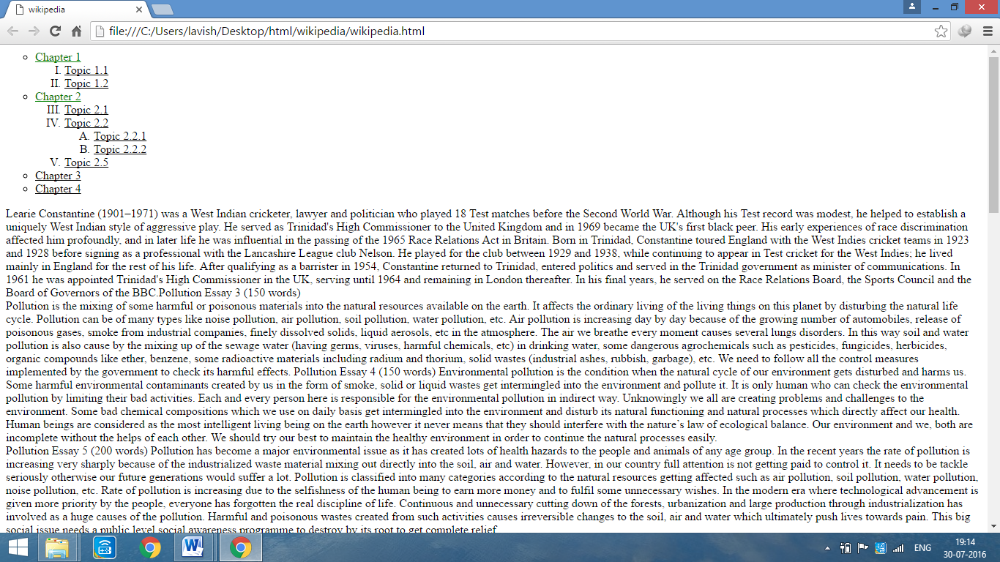 wikipedia
file:///C:/Users/lavish/Desktop/html/wikipedia/wikipedia.html
Chapter 1
I. Topic 1.1
II. Topic 1.2
Chapter 2
III. Topic 2.1
IV. Topic 2.2
A. Topic 2.2.1
B. Topic 2.2.2
V. Topic 2.5
Chapter 3
Chapter 4
Learie Constantine (1901–1971) was a West Indian cricketer, lawyer and politician who played 18 Test matches before the Second World War. Although his Test record was modest, he helped to establish a
uniquely West Indian style of aggressive play. He served as Trinidad's High Commissioner to the United Kingdom and in 1969 became the UK's first black peer. His early experiences of race discrimination
affected him profoundly, and in later life he was influential in the passing of the 1965 Race Relations Act in Britain. Born in Trinidad, Constantine toured England with the West Indies cricket teams in 1923
and 1928 before signing as a professional with the Lancashire League club Nelson. He played for the club between 1929 and 1938, while continuing to appear in Test cricket for the West Indies; he lived
mainly in England for the rest of his life. After qualifying as a barrister in 1954, Constantine returned to Trinidad, entered politics and served in the Trinidad government as minister of communications. In
1961 he was appointed Trinidad's High Commissioner in the UK, serving until 1964 and remaining in London thereafter. In his final years, he served on the Race Relations Board, the Sports Council and the
Board of Governors of the BBC.Pollution Essay 3 (150 words)
Pollution is the mixing of some harmful or poisonous materials into the natural resources available on the earth. It affects the ordinary living of the living things on this planet by disturbing the natural life
cycle. Pollution can be of many types like noise pollution, air pollution, soil pollution, water pollution, etc. Air pollution is increasing day by day because of the growing number of automobiles, release of
poisonous gases, smoke from industrial companies, finely dissolved solids, liquid aerosols, etc in the atmosphere. The air we breathe every moment causes several lungs disorders. In this way soil and water
pollution is also cause by the mixing up of the sewage water (having germs, viruses, harmful chemicals, etc) in drinking water, some dangerous agrochemicals such as pesticides, fungicides, herbicides,
organic compounds like ether, benzene, some radioactive materials including radium and thorium, solid wastes (industrial ashes, rubbish, garbage), etc. We need to follow all the control measures
implemented by the government to check its harmful effects. Pollution Essay 4 (150 words) Environmental pollution is the condition when the natural cycle of our environment gets disturbed and harms us.
Some harmful environmental contaminants created by us in the form of smoke, solid or liquid wastes get intermingled into the environment and pollute it. It is only human who can check the environmental
pollution by limiting their bad activities. Each and every person here is responsible for the environmental pollution in indirect way. Unknowingly we all are creating problems and challenges to the
environment. Some bad chemical compositions which we use on daily basis get intermingled into the environment and disturb its natural functioning and natural processes which directly affect our health.
Human beings are considered as the most intelligent living being on the earth however it never means that they should interfere with the nature’s law of ecological balance. Our environment and we, both are
incomplete without the helps of each other. We should try our best to maintain the healthy environment in order to continue the natural processes easily.
Pollution Essay 5 (200 words) Pollution has become a major environmental issue as it has created lots of health hazards to the people and animals of any age group. In the recent years the rate of pollution is
increasing very sharply because of the industrialized waste material mixing out directly into the soil, air and water. However, in our country full attention is not getting paid to control it. It needs to be tackle
seriously otherwise our future generations would suffer a lot. Pollution is classified into many categories according to the natural resources getting affected such as air pollution, soil pollution, water pollution,
noise pollution, etc. Rate of pollution is increasing due to the selfishness of the human being to earn more money and to fulfil some unnecessary wishes. In the modern era where technological advancement is
given more priority by the people, everyone has forgotten the real discipline of life. Continuous and unnecessary cutting down of the forests, urbanization and large production through industrialization has
involved as a huge causes of the pollution. Harmful and poisonous wastes created from such activities causes irreversible changes to the soil, air and water which ultimately push lives towards pain. This big
social issue needs a public level social awareness programme to destroy by its root to get complete relief
ENG
19:14
30-07-2016